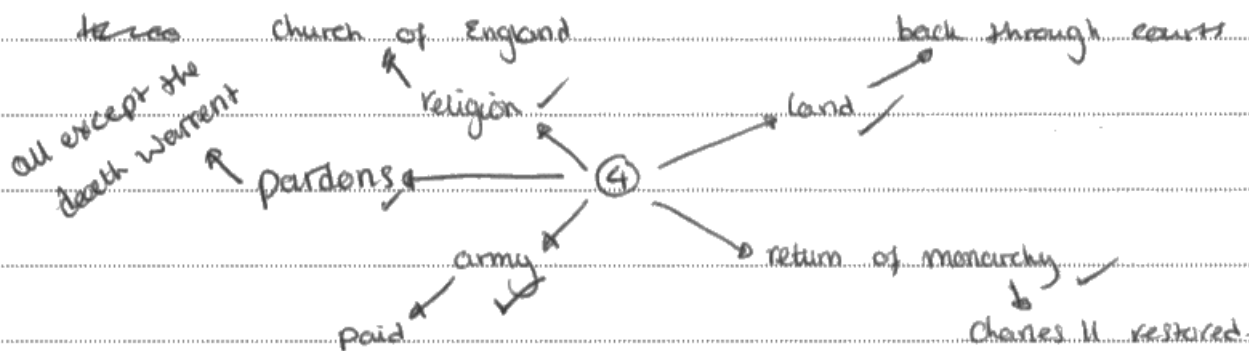 Church of England
back through courts
religion
land
all except the
death warrent
pardons
4
army
return of monarchy
paid
Charles II restored.